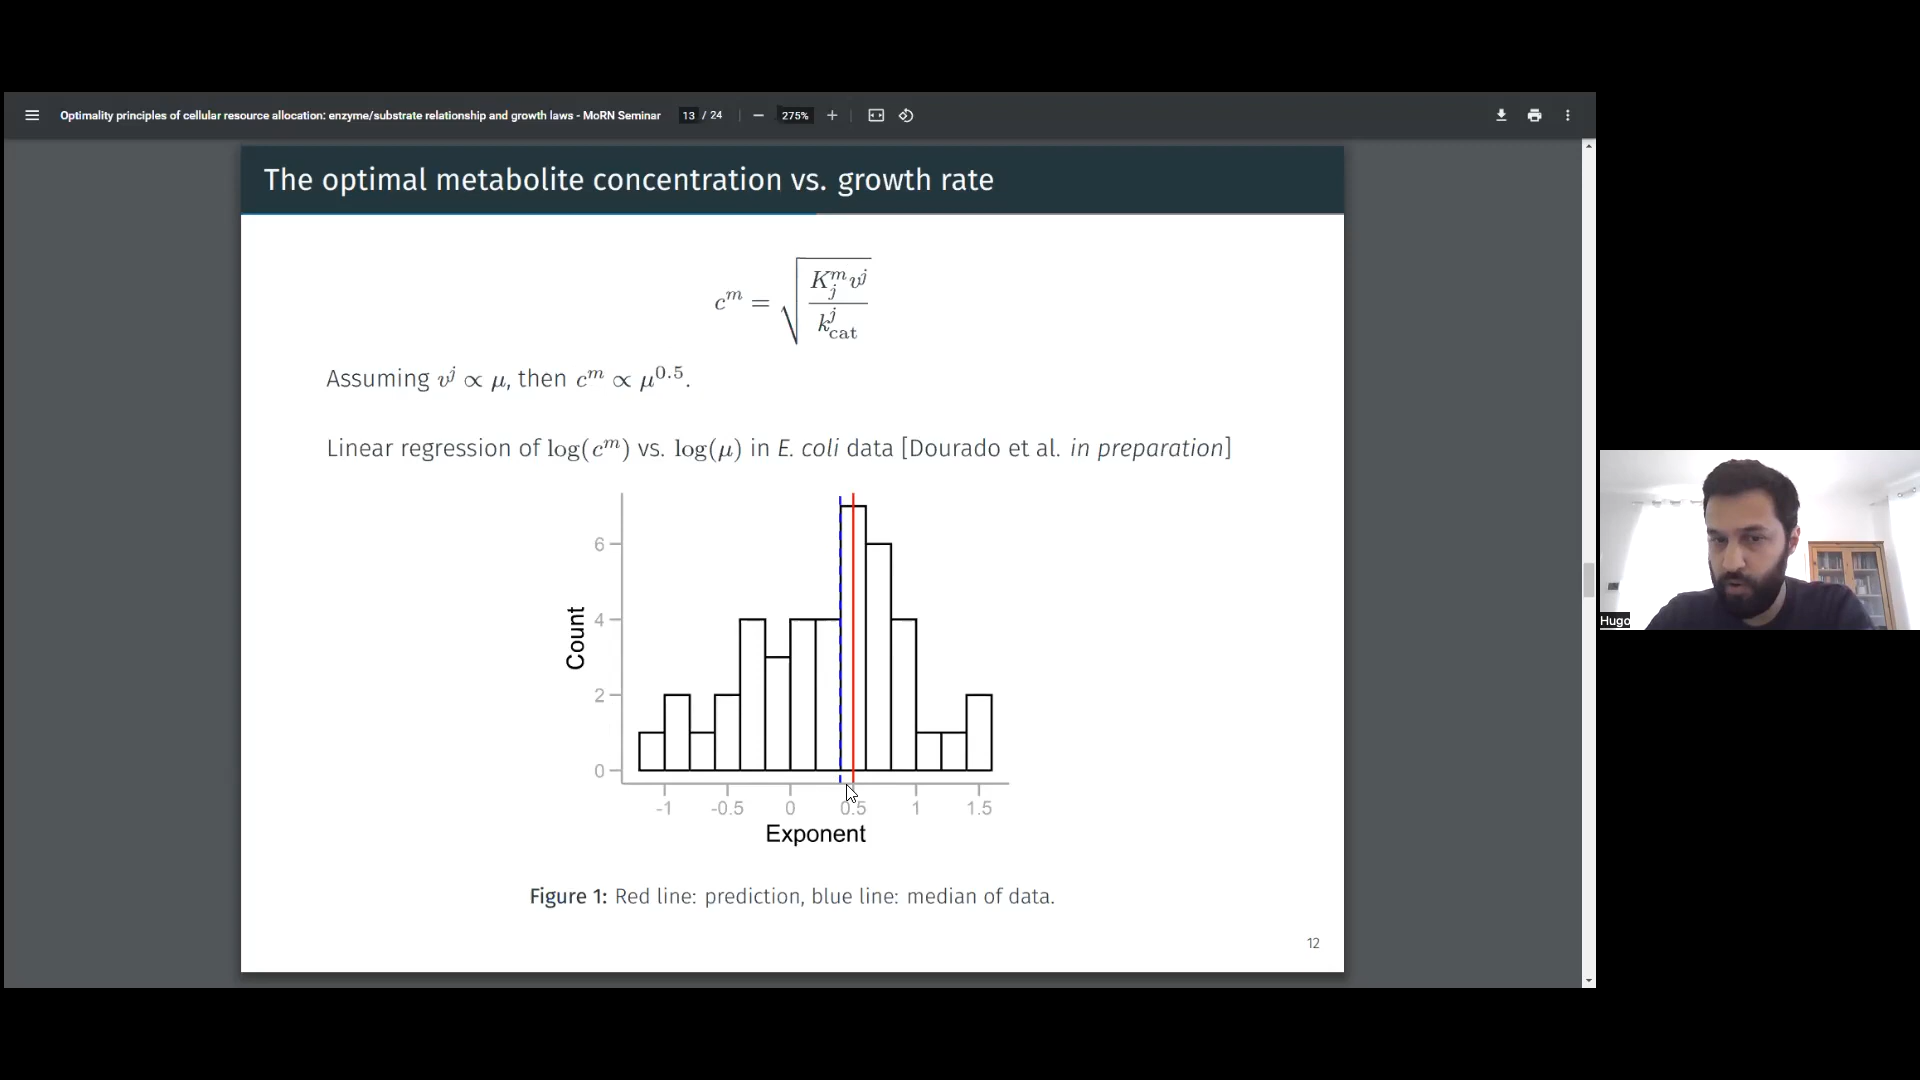 Optimality principles of cellular resource allocation: enzyme/substrate relationship and growth laws - MoRN Seminar 13 / 24 275%
The optimal metabolite concentration vs. growth rate
c^m = √(K_j^m v^j / k_cat^j)
Assuming v^j ∝ μ, then c^m ∝ μ^0.5.
Linear regression of log(c^m) vs. log(μ) in E. coli data [Dourado et al. in preparation]
6
4
2
0
Count
-1 -0.5 0 0.5 1 1.5
Exponent
Figure 1: Red line: prediction, blue line: median of data.
12
Hugo